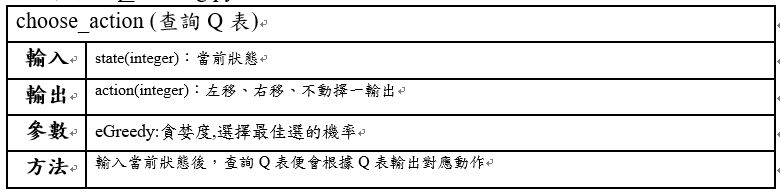 choose_action (查詢 Q 表)
輸入 state(integer)：當前狀態
輸出 action(integer)：左移、右移、不動擇一輸出
參數 eGreedy:貪婪度,選擇最佳選的機率
方法 輸入當前狀態後，查詢 Q 表便會根據 Q 表輸出對應動作